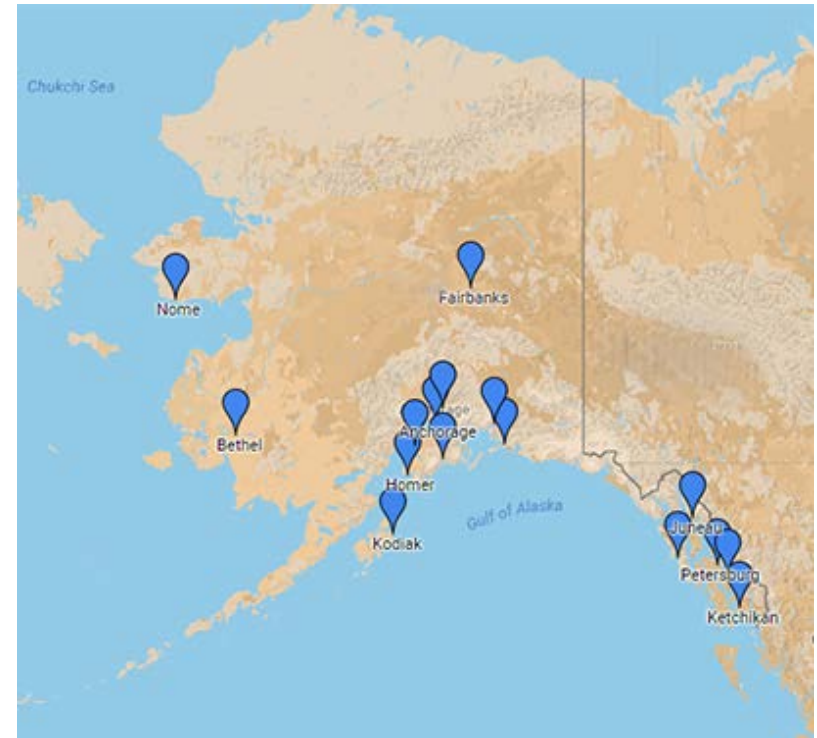 Chukchi Sea
Nome
Fairbanks
Bethel
Anchorage
Homer
Gulf of Alaska
Kodiak
Juneau
Petersburg
Ketchikan